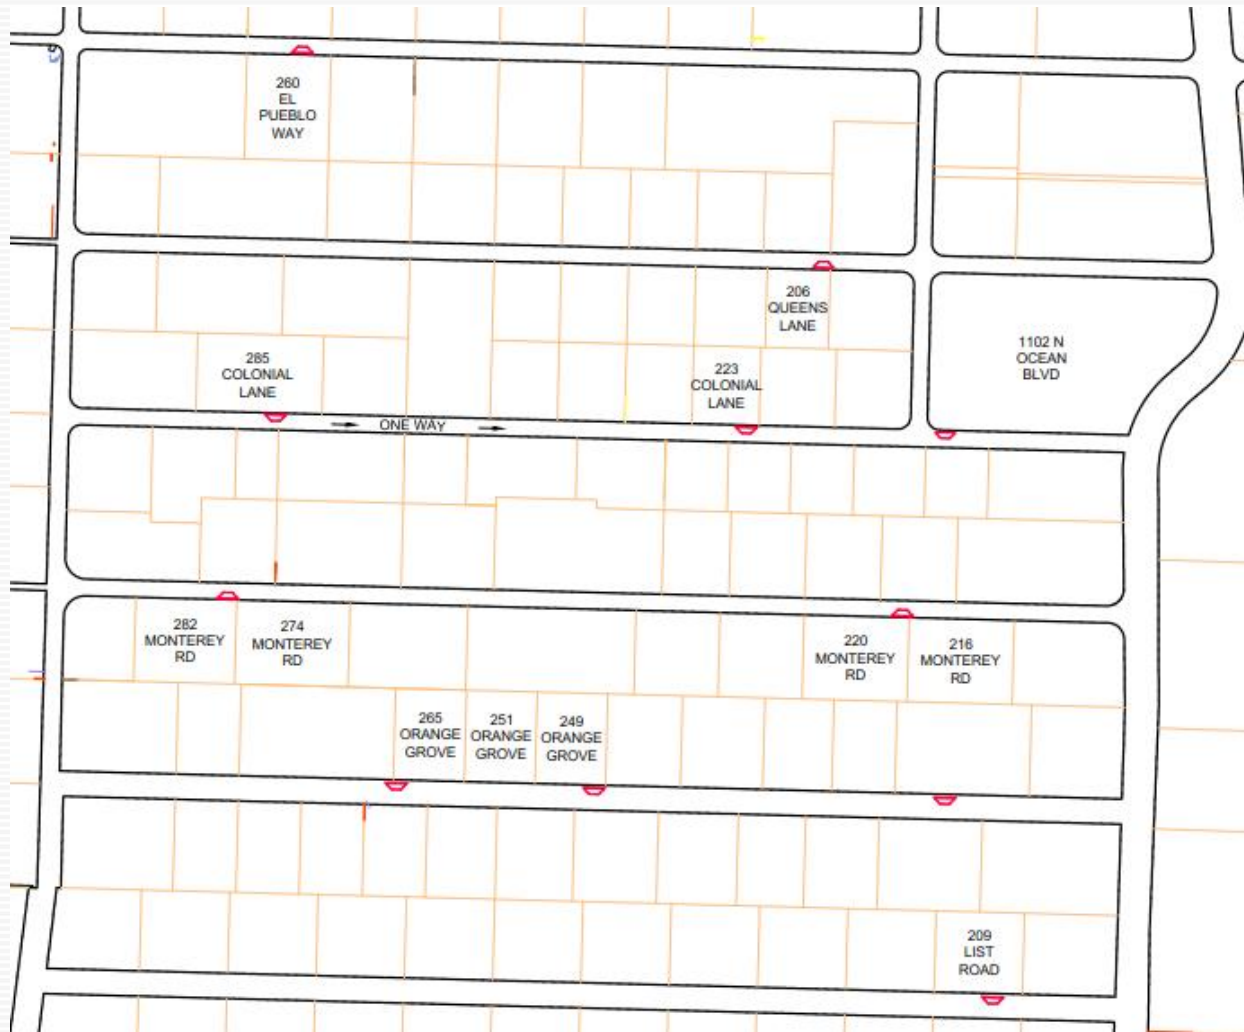 260
EL
PUEBLO
WAY
206
QUEENS
LANE
1102 N
OCEAN
BLVD
285
COLONIAL
LANE
223
COLONIAL
LANE
ONE WAY
282
MONTEREY
RD
274
MONTEREY
RD
220
MONTEREY
RD
216
MONTEREY
RD
265
ORANGE
GROVE
251
ORANGE
GROVE
249
ORANGE
GROVE
209
LIST
ROAD